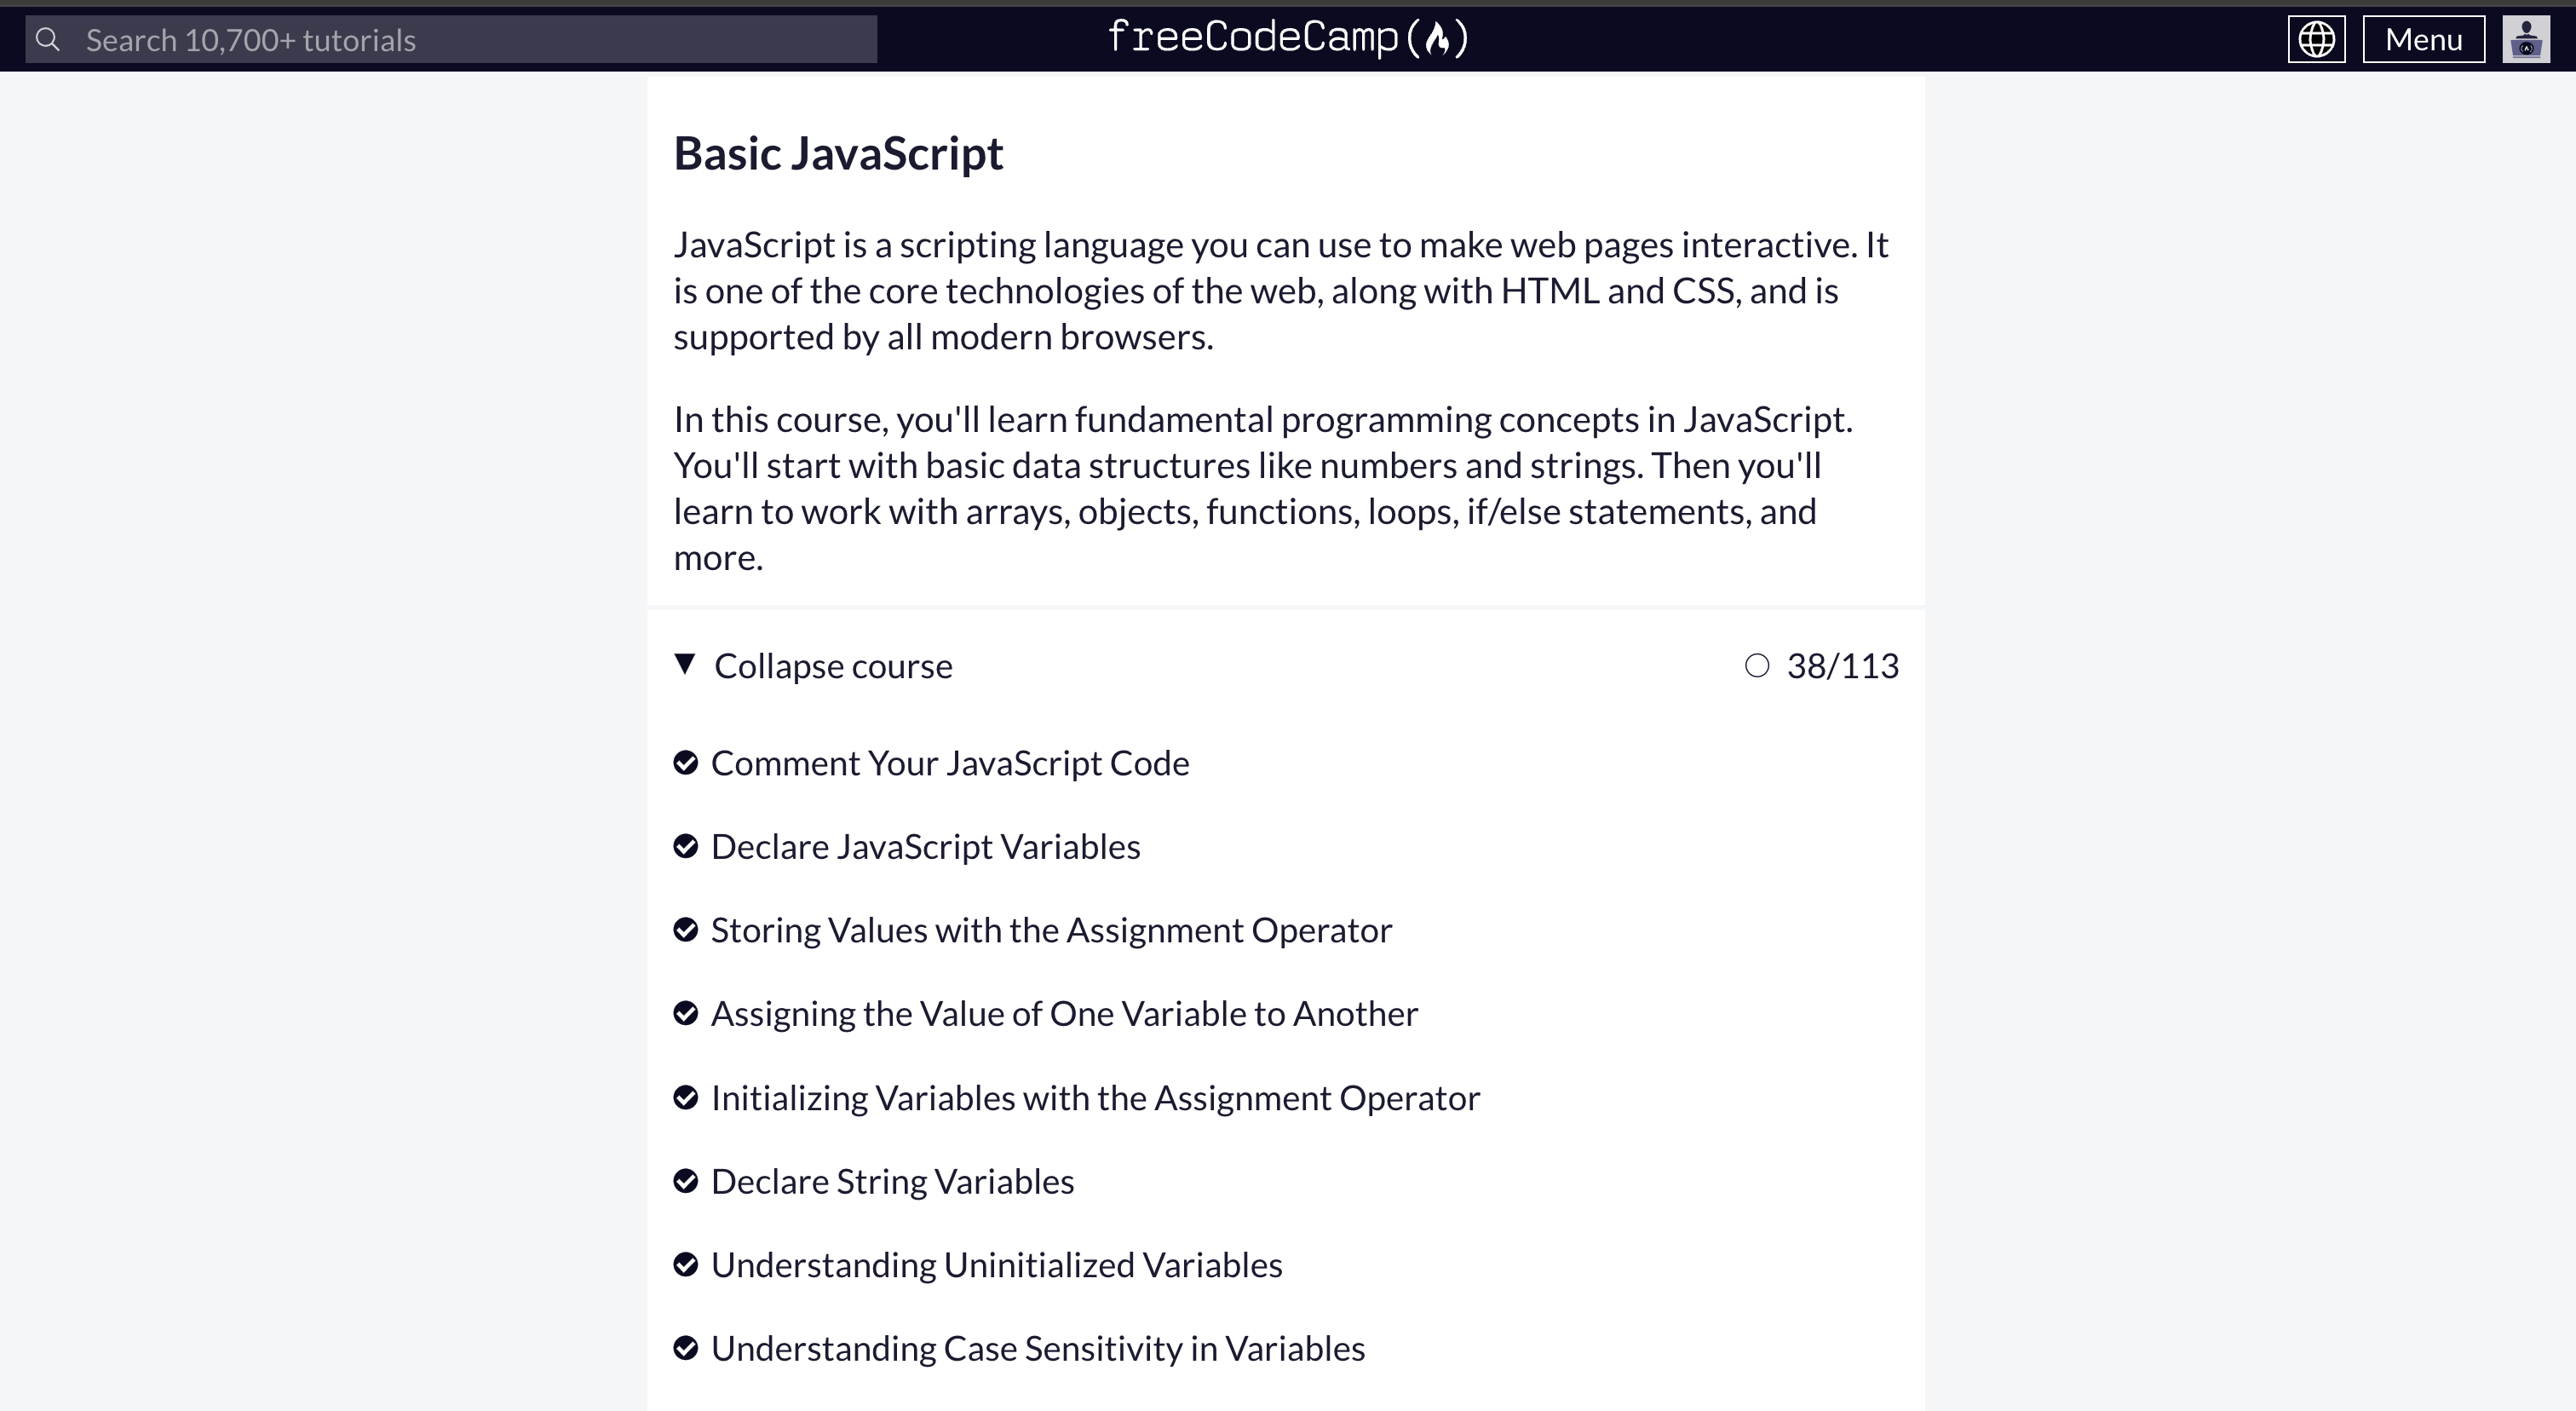 Search 10,700+ tutorials
freeCodeCamp(🔥)
Menu
Basic JavaScript
JavaScript is a scripting language you can use to make web pages interactive. It
is one of the core technologies of the web, along with HTML and CSS, and is
supported by all modern browsers.
In this course, you'll learn fundamental programming concepts in JavaScript.
You'll start with basic data structures like numbers and strings. Then you'll
learn to work with arrays, objects, functions, loops, if/else statements, and
more.
Collapse course
38/113
Comment Your JavaScript Code
Declare JavaScript Variables
Storing Values with the Assignment Operator
Assigning the Value of One Variable to Another
Initializing Variables with the Assignment Operator
Declare String Variables
Understanding Uninitialized Variables
Understanding Case Sensitivity in Variables